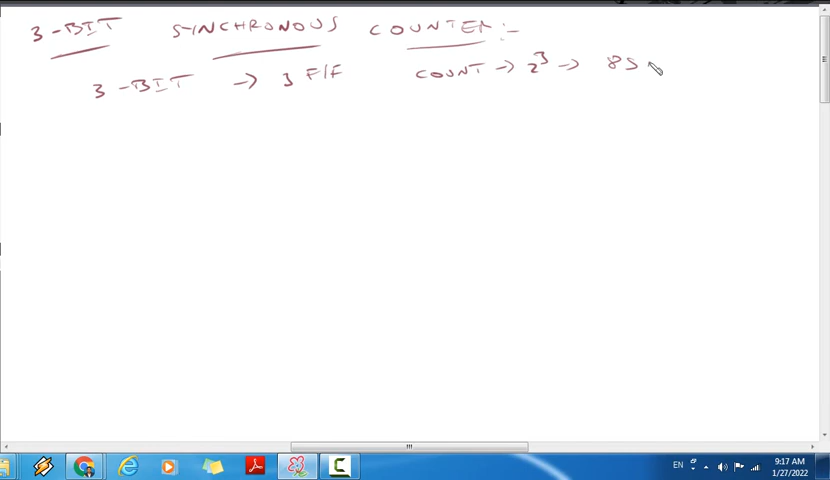 3-BIT SYNCHRONOUS COUNTER :-
3-BIT → 3 F/F COUNT → 2³ → 8S
EN
9:17 AM
1/27/2022